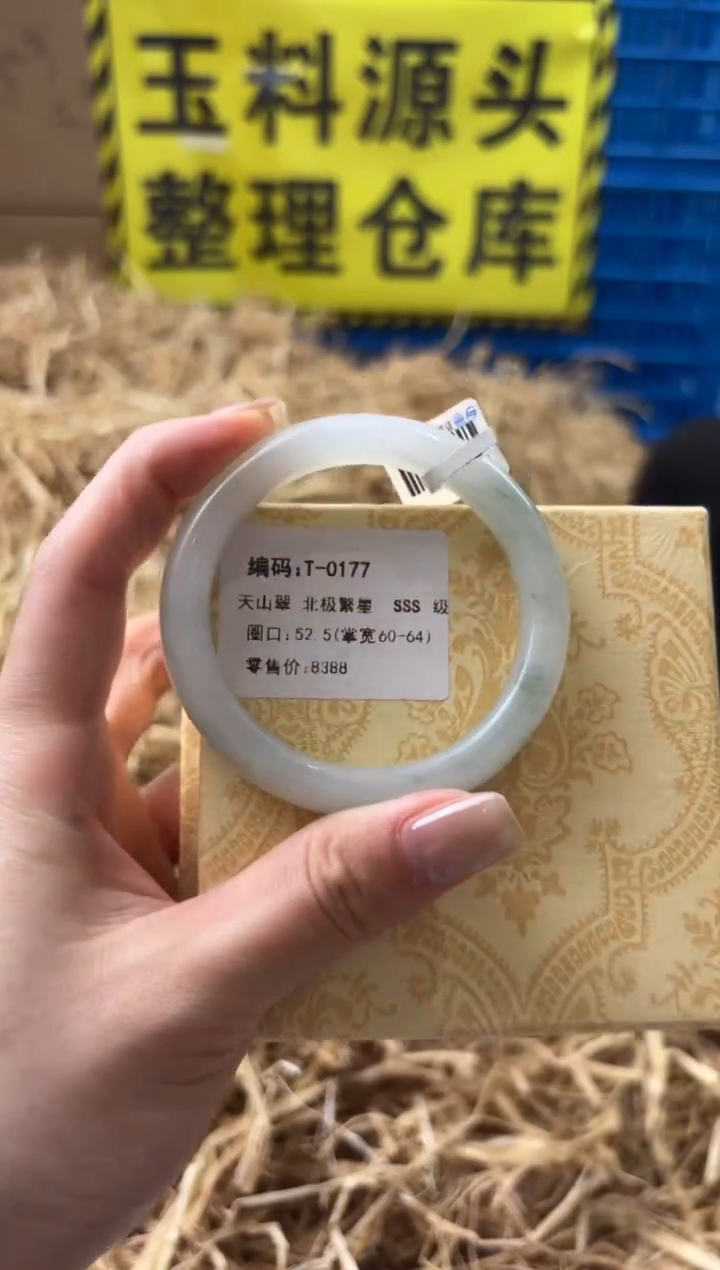 玉料源头
整理仓库
编码:T-0177
天山翠 北极繁星 SSS 级
圈口:52.5(掌宽60-64)
零售价:8388